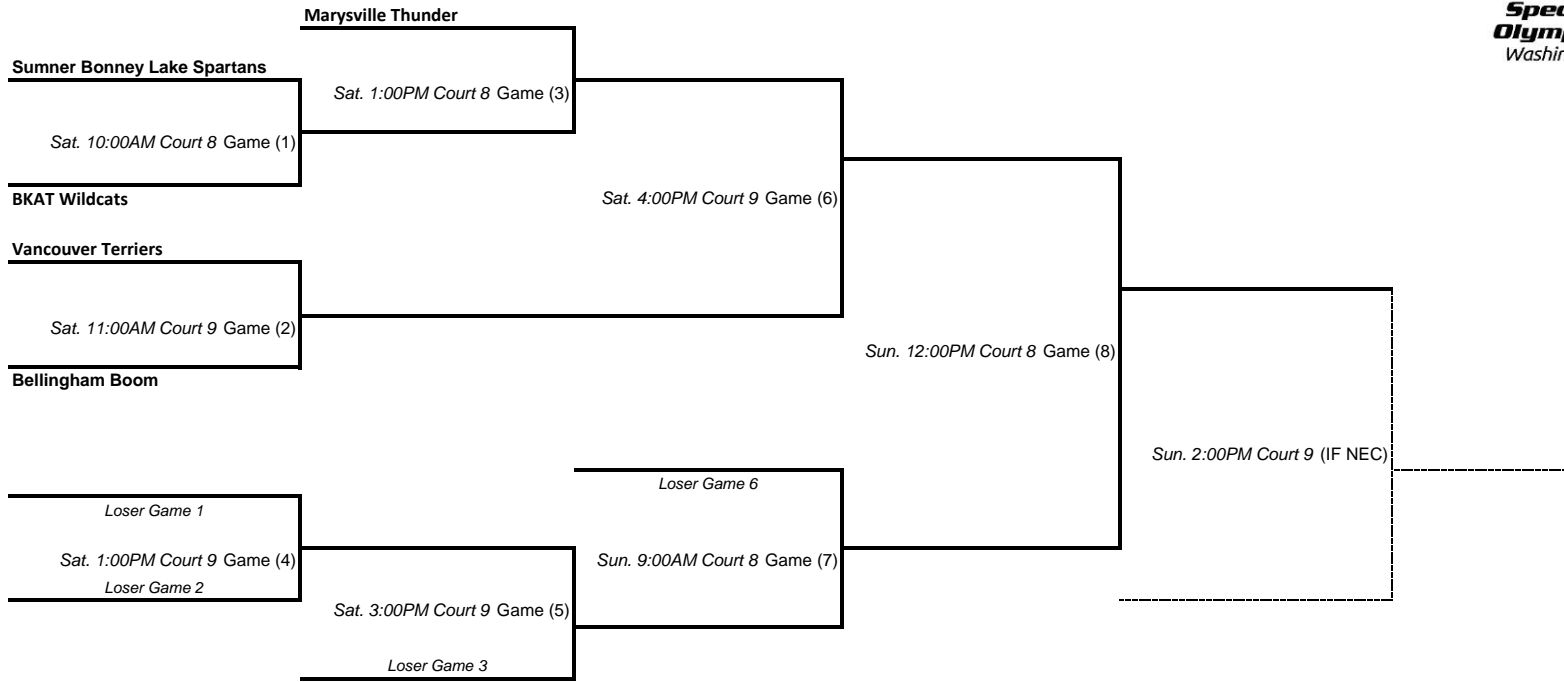 Marysville Thunder
Sumner Bonney Lake Spartans
Sat. 1:00PM Court 8 Game (3)
Sat. 10:00AM Court 8 Game (1)
BKAT Wildcats
Sat. 4:00PM Court 9 Game (6)
Vancouver Terriers
Sat. 11:00AM Court 9 Game (2)
Sun. 12:00PM Court 8 Game (8)
Bellingham Boom
Sun. 2:00PM Court 9 (IF NEC)
Loser Game 6
Loser Game 1
Sat. 1:00PM Court 9 Game (4)
Sun. 9:00AM Court 8 Game (7)
Loser Game 2
Sat. 3:00PM Court 9 Game (5)
Loser Game 3